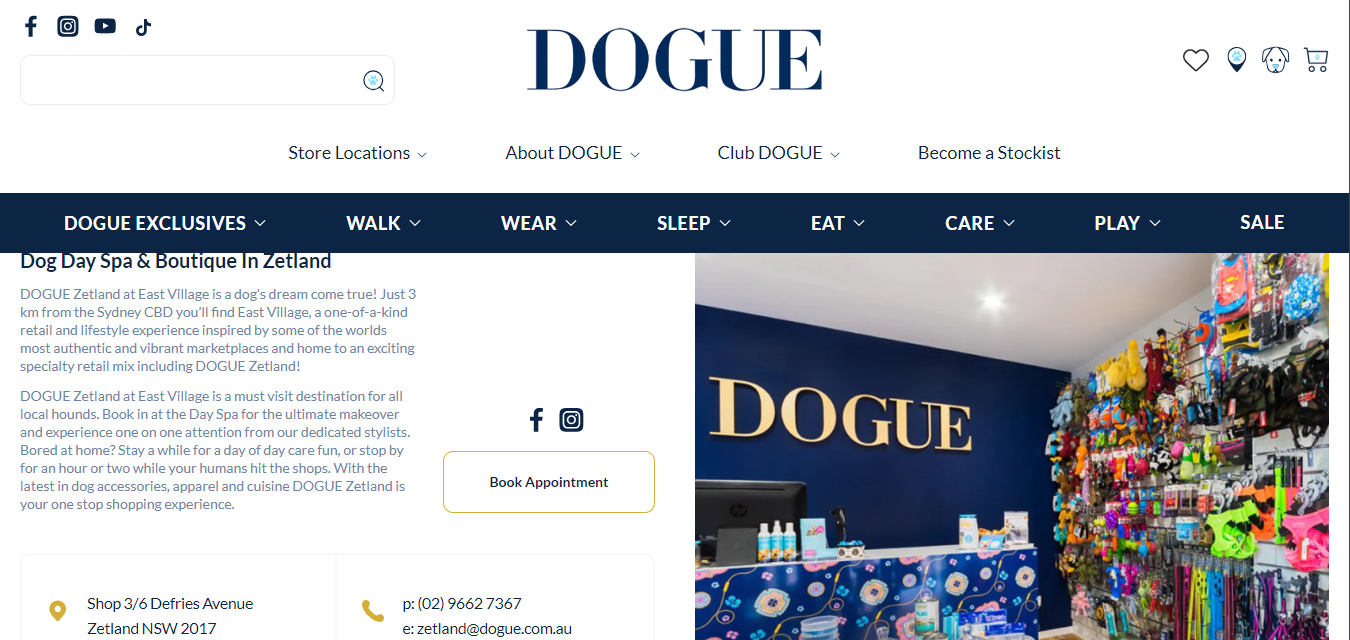 DOGUE
Store Locations
About DOGUE
Club DOGUE
Become a Stockist
DOGUE EXCLUSIVES
WALK
WEAR
SLEEP
EAT
CARE
PLAY
SALE
Dog Day Spa & Boutique In Zetland
DOGUE Zetland at East Village is a dog's dream come true! Just 3
km from the Sydney CBD you'll find East Village, a one-of-a-kind
retail and lifestyle experience inspired by some of the worlds
most authentic and vibrant marketplaces and home to an exciting
specialty retail mix including DOGUE Zetland!
DOGUE Zetland at East Village is a must visit destination for all
local hounds. Book in at the Day Spa for the ultimate makeover
and experience one on one attention from our dedicated stylists.
Bored at home? Stay a while for a day of day care fun, or stop by
for an hour or two while your humans hit the shops. With the
latest in dog accessories, apparel and cuisine DOGUE Zetland is
your one stop shopping experience.
Book Appointment
Shop 3/6 Defries Avenue
Zetland NSW 2017
p: (02) 9662 7367
e: zetland@dogue.com.au
DOGUE